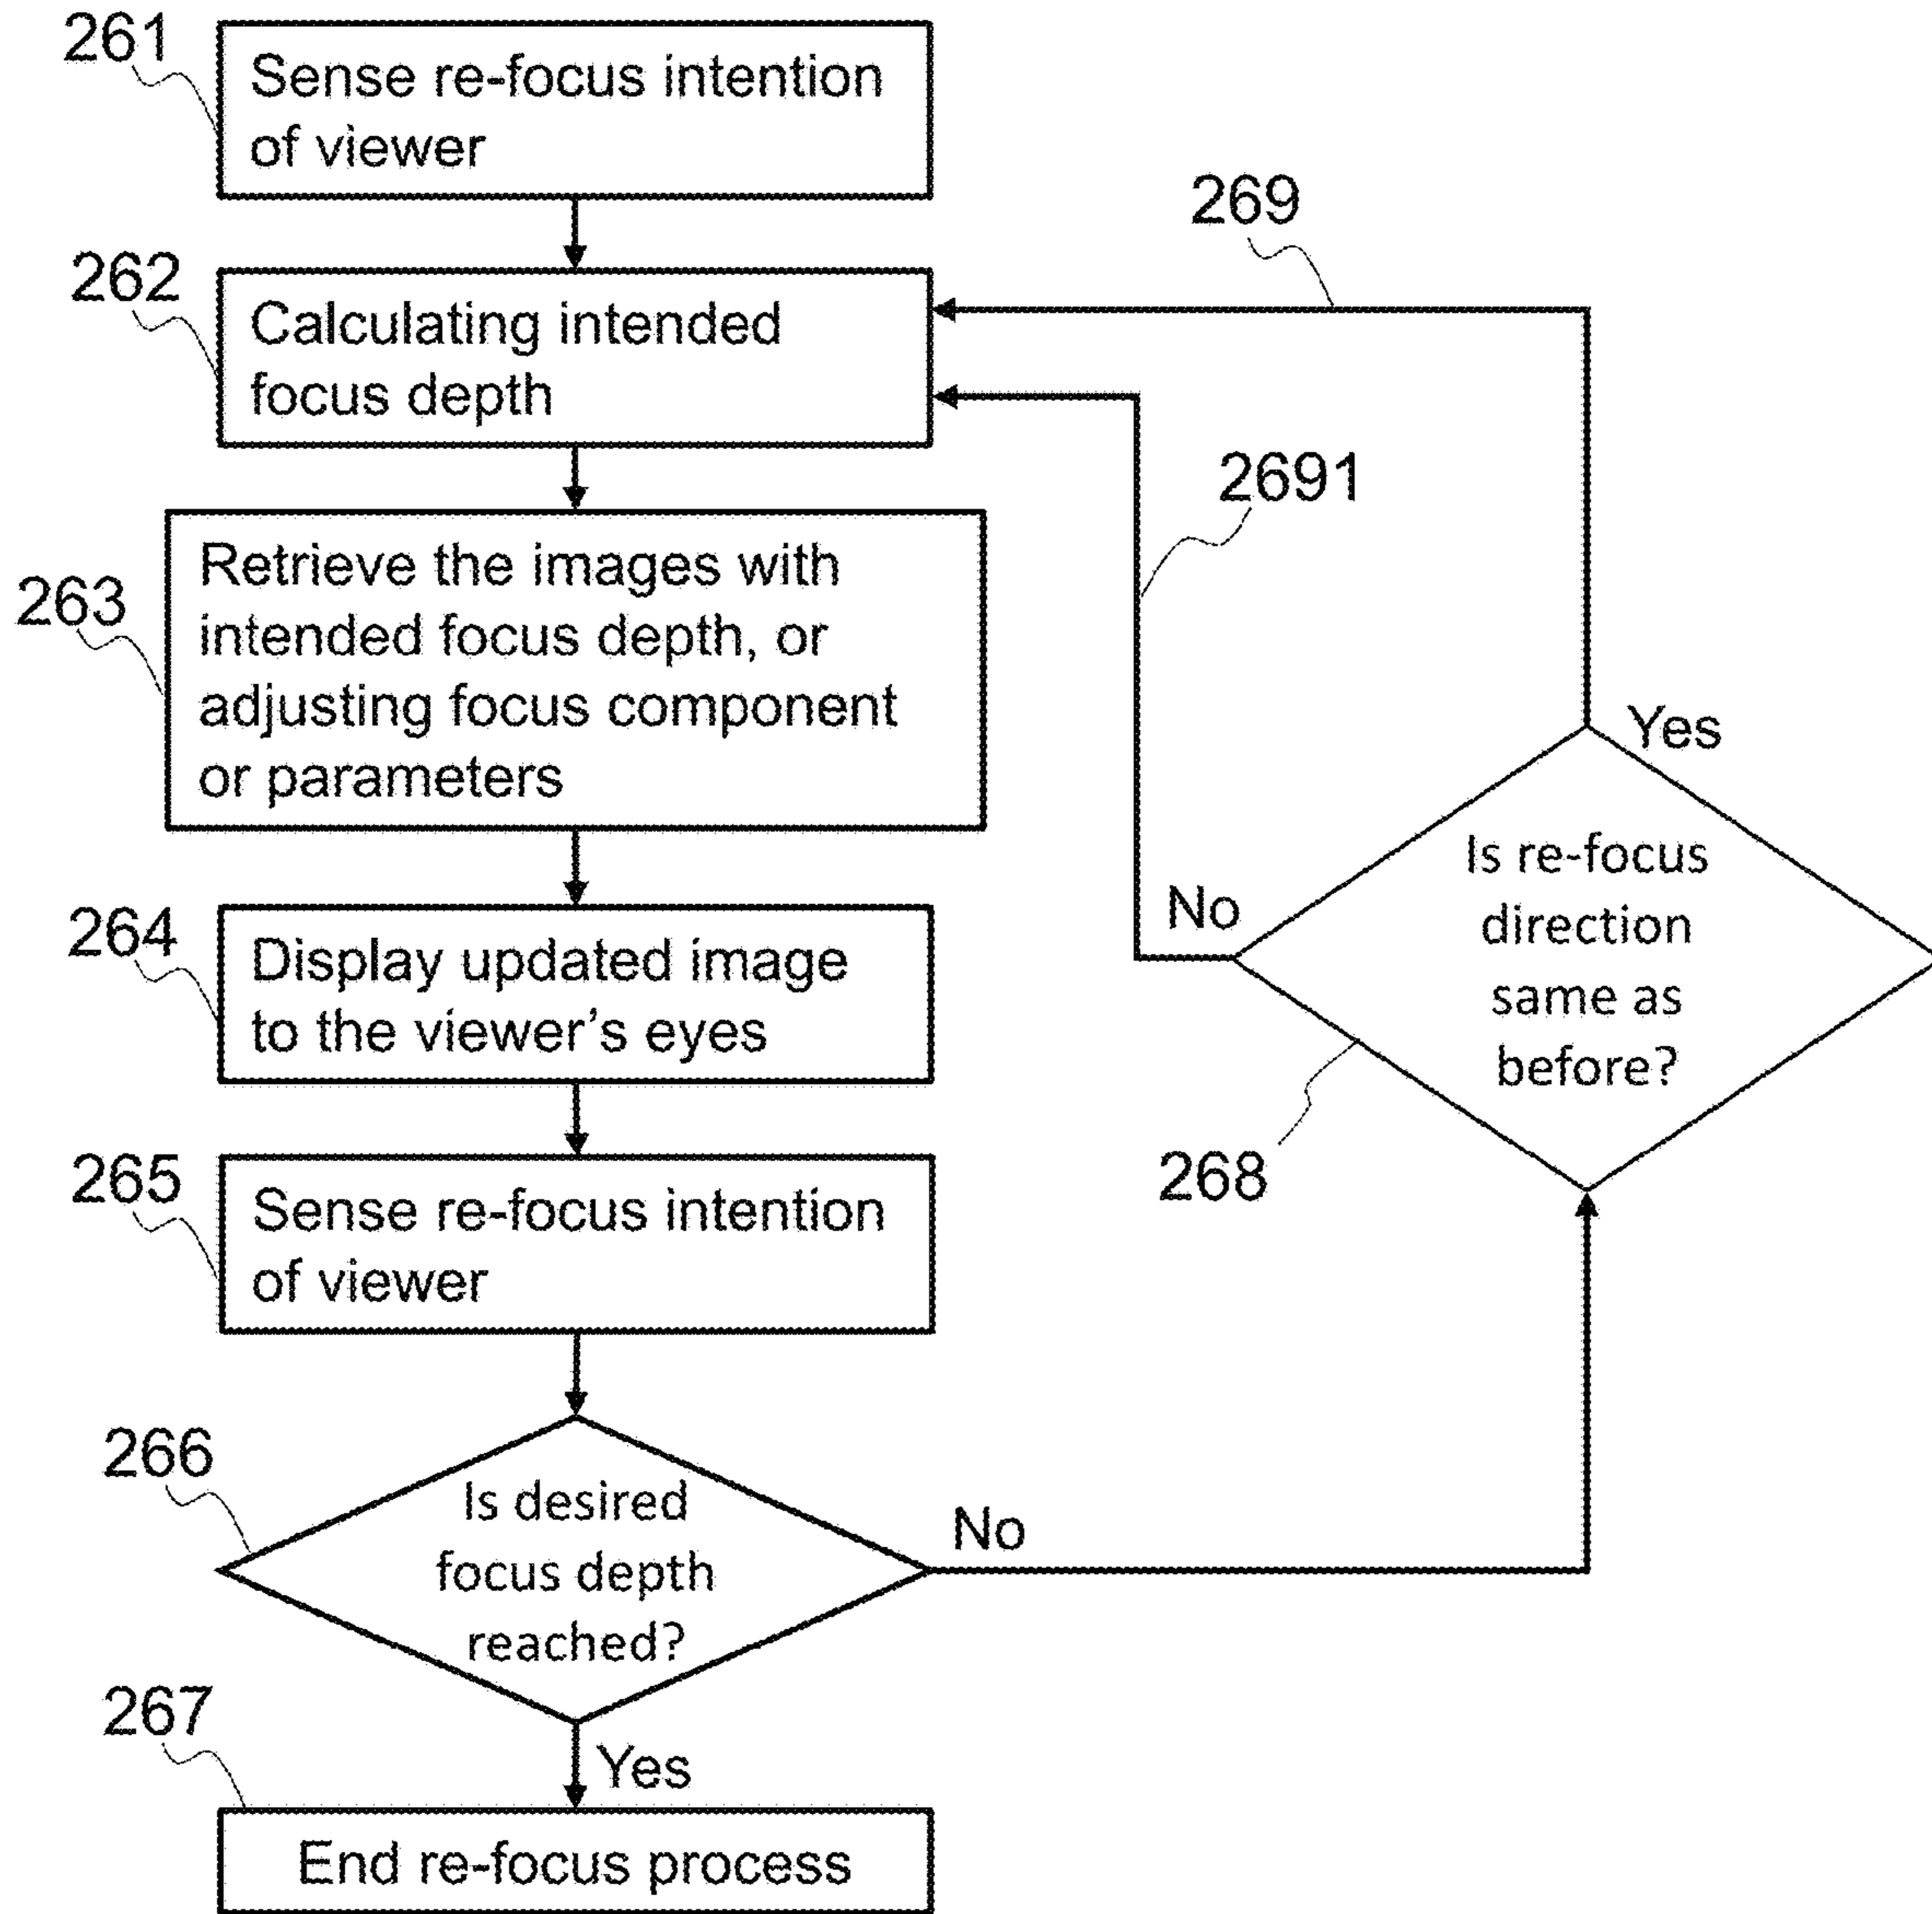 261
Sense re-focus intention
of viewer
262
Calculating intended
focus depth
269
2691
263
Retrieve the images with
intended focus depth, or
adjusting focus component
or parameters
264
Display updated image
to the viewer's eyes
265
Sense re-focus intention
of viewer
266
Is desired
focus depth
reached?
No
Yes
267
End re-focus process
268
Is re-focus
direction
same as
before?
Yes
No